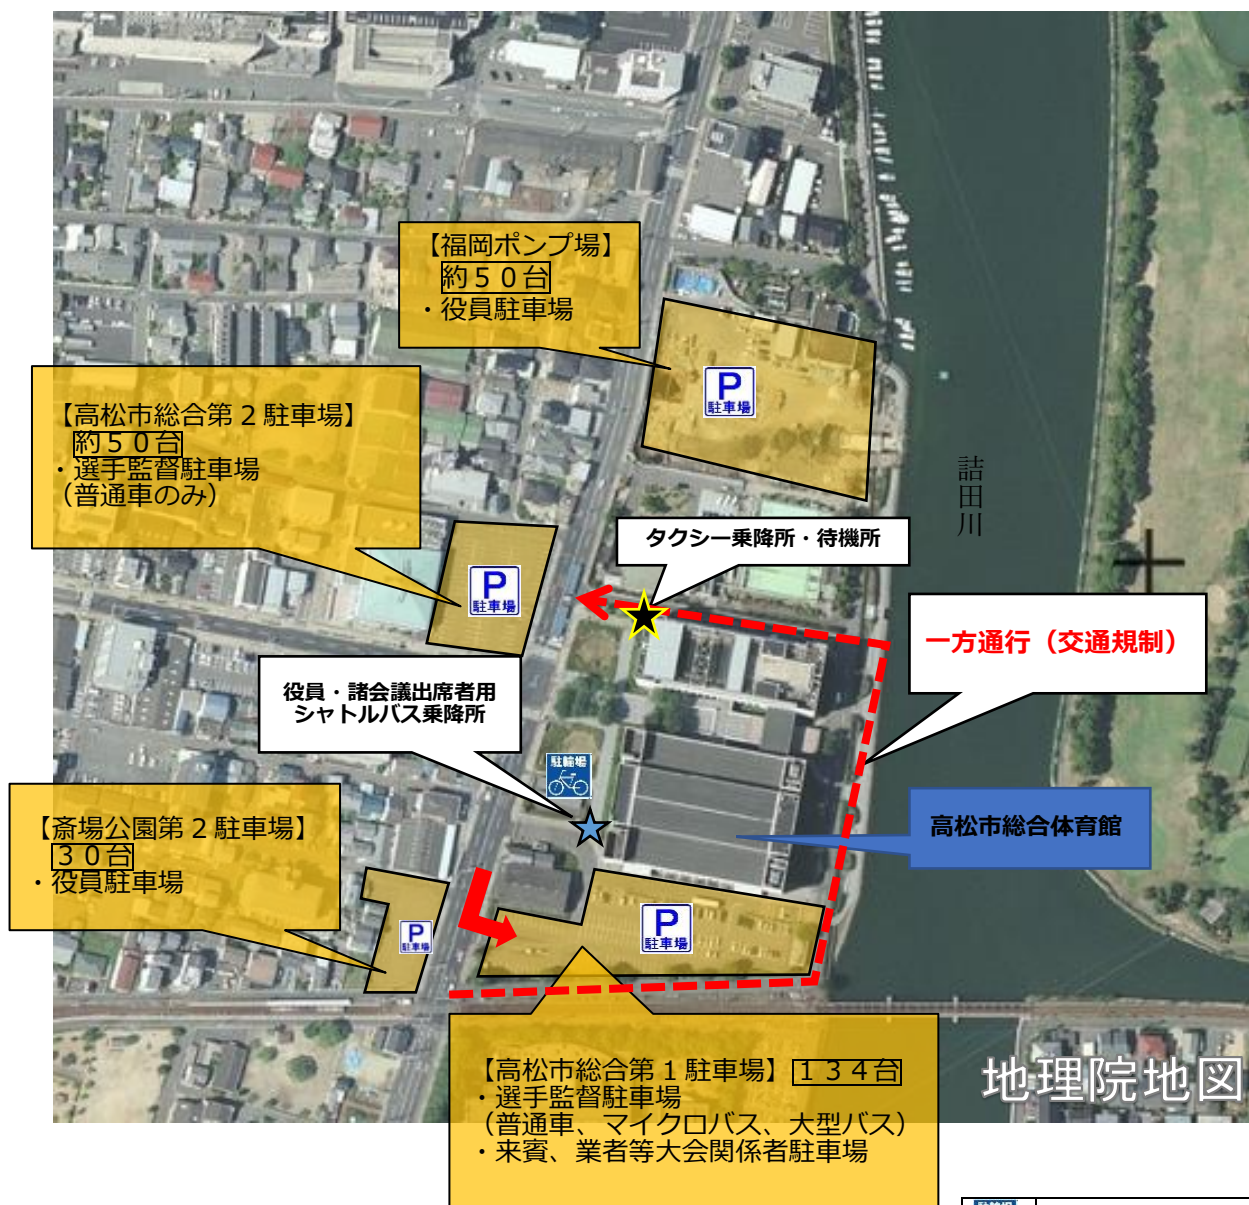 【福岡ポンプ場】
約５０台
・役員駐車場
P
駐車場
【高松市総合第２駐車場】
約５０台
・選手監督駐車場
（普通車のみ）
詰田川
タクシー乗降所・待機所
P
駐車場
一方通行（交通規制）
役員・諸会議出席者用
シャトルバス乗降所
駐輪場
高松市総合体育館
【斎場公園第２駐車場】
３０台
・役員駐車場
P
駐車場
P
駐車場
【高松市総合第１駐車場】１３４台
・選手監督駐車場
（普通車、マイクロバス、大型バス）
・来賓、業者等大会関係者駐車場
地理院地図
駐輪場